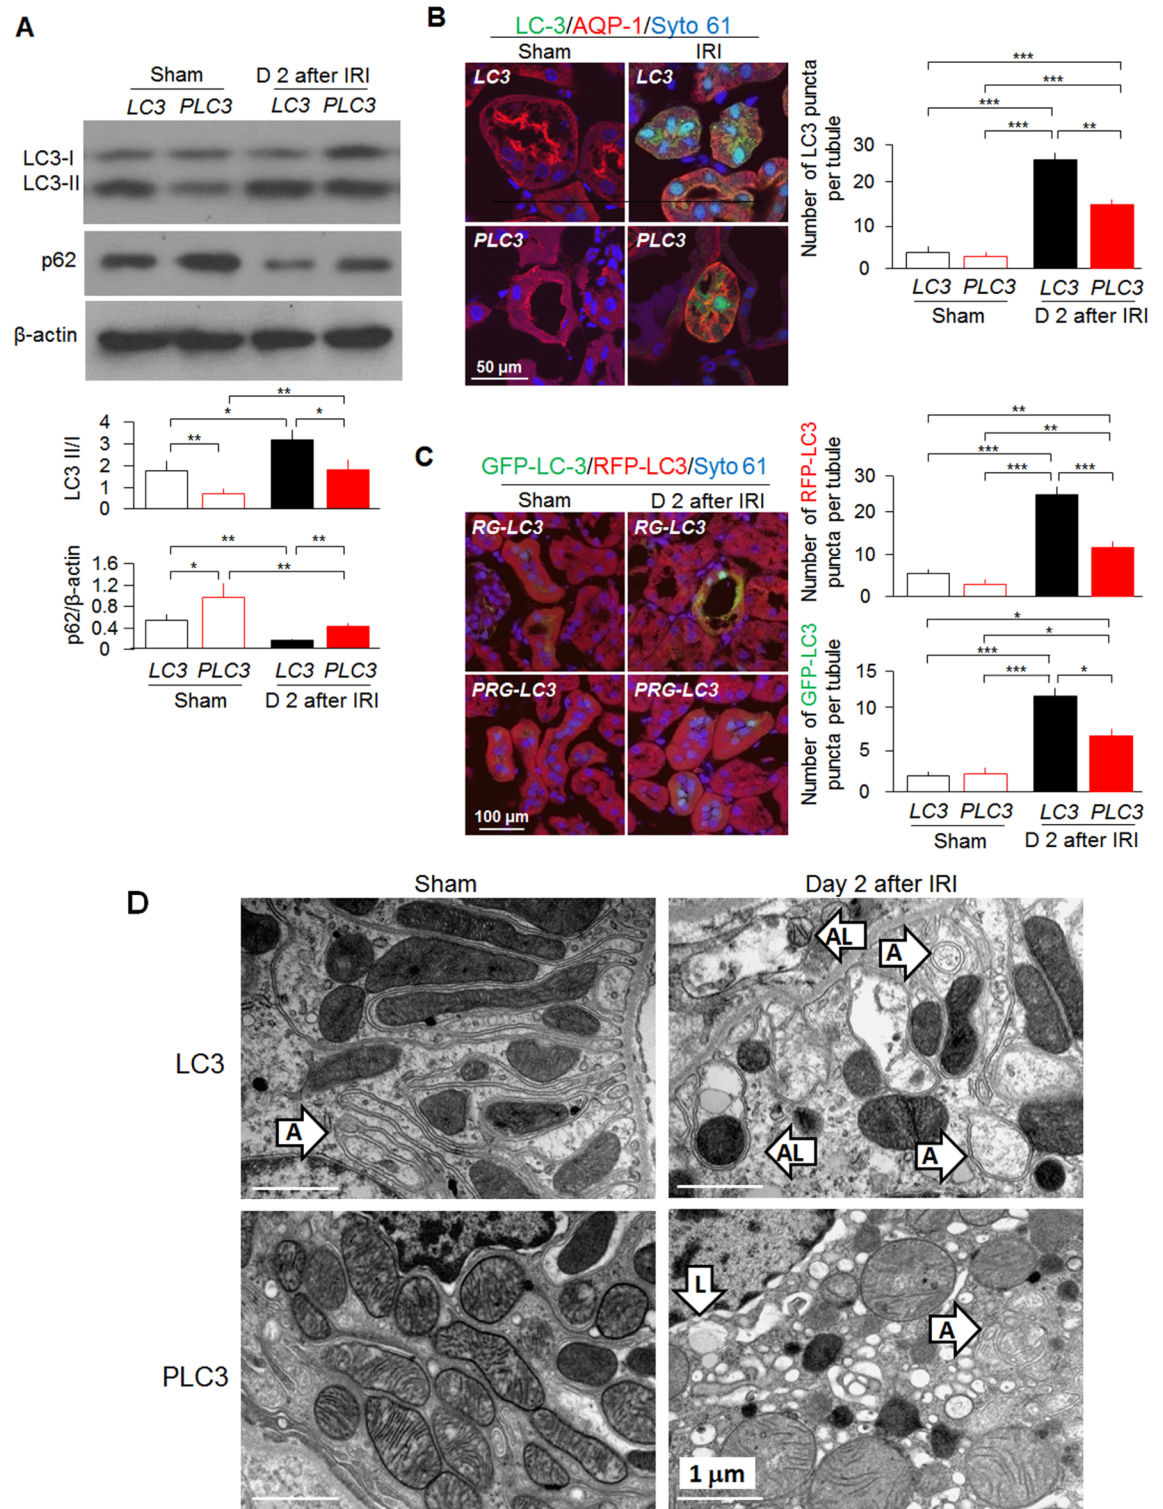 A
Sham
D 2 after IRI
LC3 PLC3 LC3 PLC3
LC3-I
LC3-II
p62
β-actin
** 
* *
**
4
3
2
1
0
LC3 II/I
** **
* **
1.6
1.2
0.8
0.4
0
p62/β-actin
LC3 PLC3 LC3 PLC3
Sham D 2 after IRI
B
LC-3/AQP-1/Syto 61
Sham IRI
LC3 LC3
PLC3 PLC3
50 µm
***
***
***
*** **
Number of LC3 puncta
per tubule
30
20
10
0
LC3 PLC3 LC3 PLC3
Sham D 2 after IRI
C
GFP-LC-3/RFP-LC3/Syto 61
Sham D 2 after IRI
RG-LC3 RG-LC3
PRG-LC3 PRG-LC3
100 µm
**
**
***
*** ***
Number of RFP-LC3
puncta per tubule
30
20
10
0
*
*
***
*** *
Number of GFP-LC3
puncta per tubule
15
10
5
0
LC3 PLC3 LC3 PLC3
Sham D 2 after IRI
D
Sham Day 2 after IRI
LC3
A
AL
A
AL
A
PLC3
L
A
1 µm